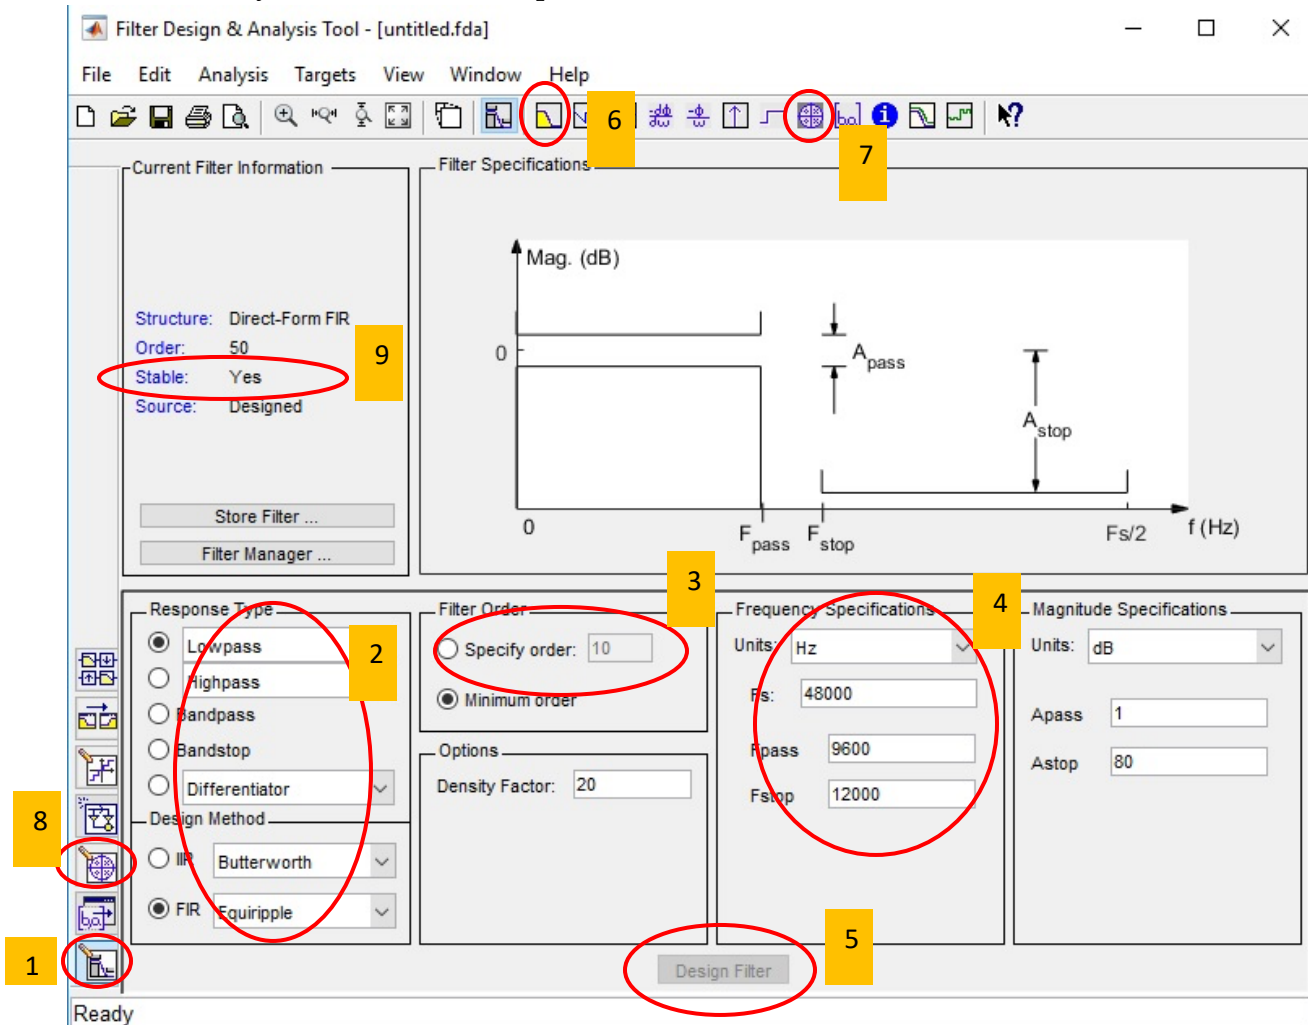 Filter Design & Analysis Tool - [untitled.fda]
File Edit Analysis Targets View Window Help
6
7
Current Filter Information
Structure: Direct-Form FIR
Order: 50
Stable: Yes
Source: Designed
9
Store Filter ...
Filter Manager ...
Filter Specifications
Mag. (dB)
0
Apass
Astop
0
Fpass
Fstop
Fs/2
f (Hz)
Response Type
Lowpass
Highpass
Bandpass
Bandstop
Differentiator
2
Design Method
IIR Butterworth
FIR Equiripple
Filter Order
3
Specify order: 10
Minimum order
Options
Density Factor: 20
Frequency Specifications
4
Units: Hz
Fs: 48000
Fpass 9600
Fstop 12000
Magnitude Specifications
Units: dB
Apass 1
Astop 80
8
1
5
Design Filter
Ready